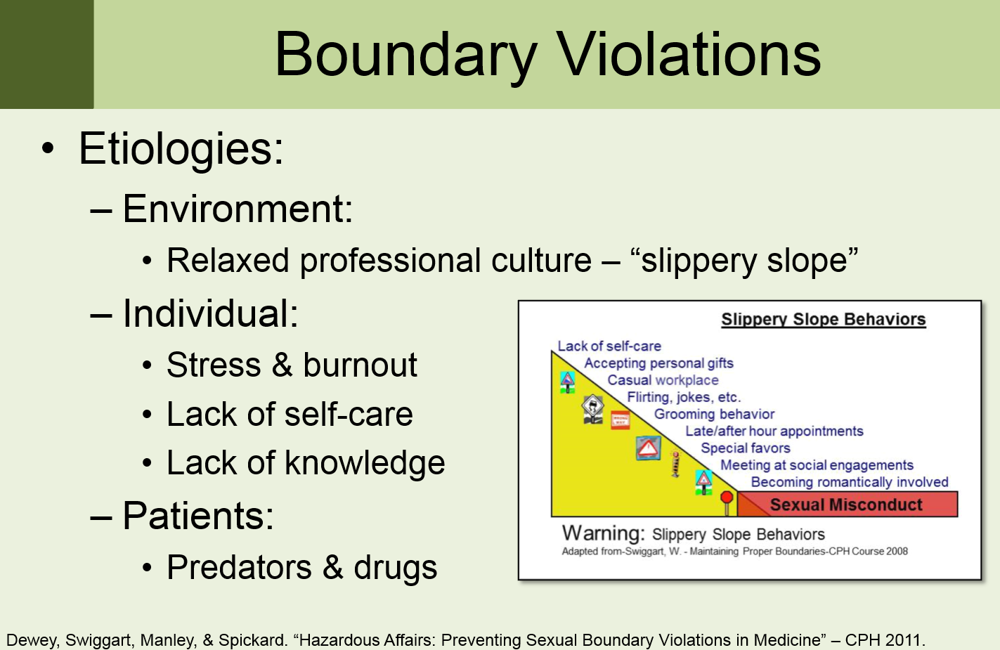 Boundary Violations
• Etiologies:
– Environment:
• Relaxed professional culture – “slippery slope”
– Individual:
• Stress & burnout
• Lack of self-care
• Lack of knowledge
– Patients:
• Predators & drugs
Slippery Slope Behaviors
Lack of self-care
Accepting personal gifts
Casual workplace
Flirting, jokes, etc.
Grooming behavior
Late/after hour appointments
Special favors
Meeting at social engagements
Becoming romantically involved
WRONG
WAY
Sexual Misconduct
Warning: Slippery Slope Behaviors
Adapted from-Swiggart, W. - Maintaining Proper Boundaries-CPH Course 2008
Dewey, Swiggart, Manley, & Spickard. “Hazardous Affairs: Preventing Sexual Boundary Violations in Medicine” – CPH 2011.